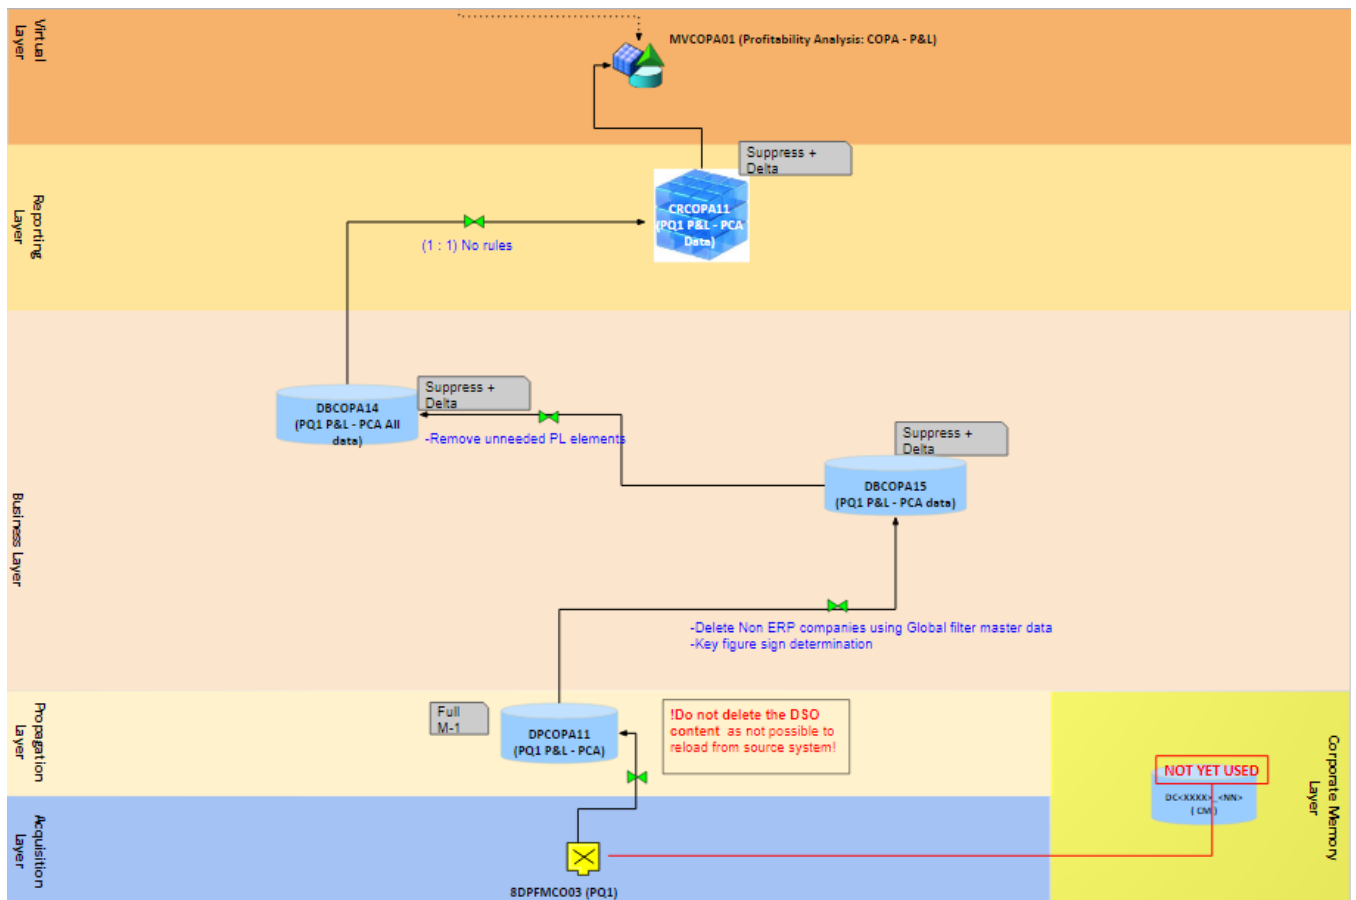 Virtual
Layer
MVCOPA01 (Profitability Analysis: COPA - P&L)
Reporting
Layer
Suppress +
Delta
CRCOPA11
(PQ1 P&L - PCA
Data)
(1 : 1) No rules
Business Layer
Suppress +
Delta
DBCOPA14
(PQ1 P&L - PCA All
data)
-Remove unneeded PL elements
Suppress +
Delta
DBCOPA15
(PQ1 P&L - PCA data)
-Delete Non ERP companies using Global filter master data
-Key figure sign determination
Propagation
Layer
Full
M-1
DPCOPA11
(PQ1 P&L - PCA)
!Do not delete the DSO
content as not possible to
reload from source system!
Corporate Memory
Layer
NOT YET USED
DC<XXXX>_<NN>
( CM )
Acquisition
Layer
8DPFMCO03 (PQ1)